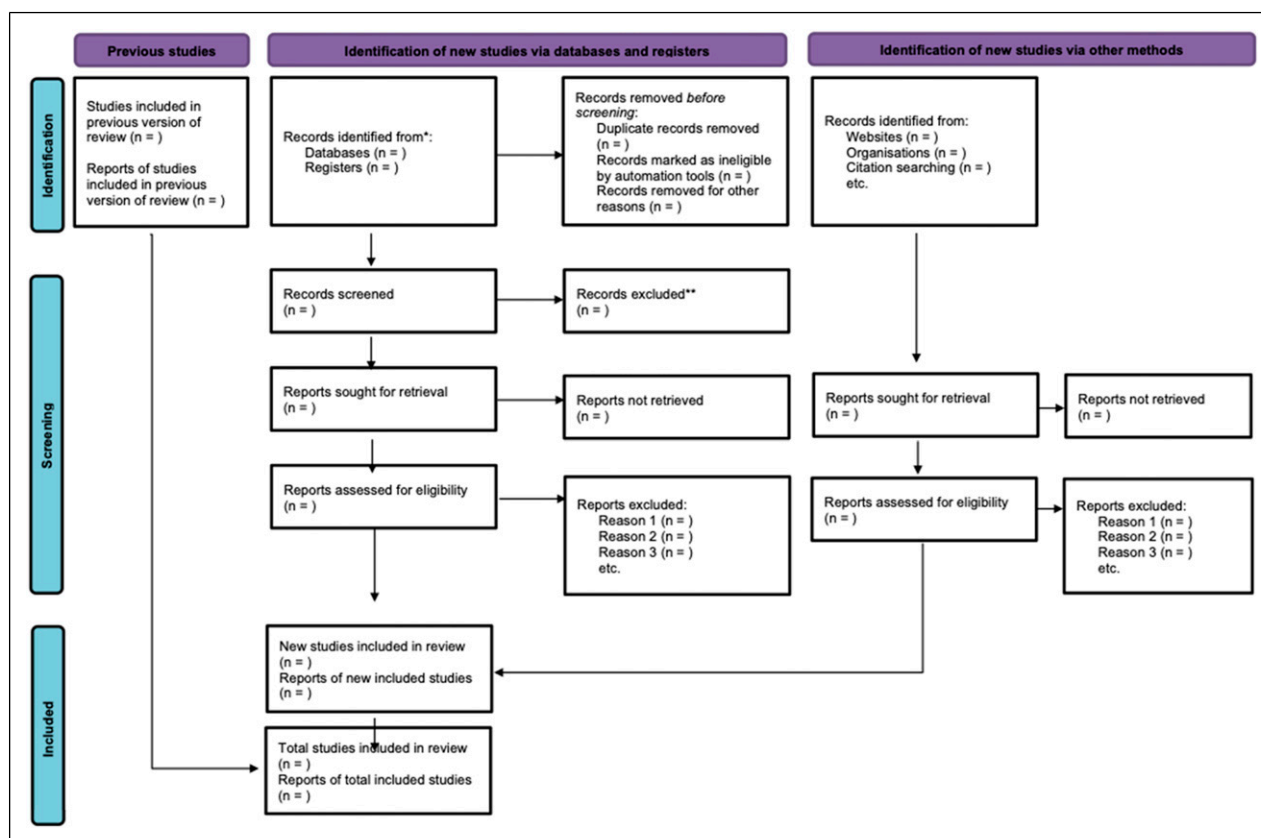 Previous studies
Identification of new studies via databases and registers
Identification of new studies via other methods
Identification
Studies included in
previous version of
review (n = )
Reports of studies
included in previous
version of review (n = )
Records identified from*:
Databases (n = )
Registers (n = )
Records removed before
screening:
Duplicate records removed
(n = )
Records marked as ineligible
by automation tools (n = )
Records removed for other
reasons (n = )
Records identified from:
Websites (n = )
Organisations (n = )
Citation searching (n = )
etc.
Screening
Records screened
(n = )
Records excluded**
(n = )
Reports sought for retrieval
(n = )
Reports not retrieved
(n = )
Reports sought for retrieval
(n = )
Reports not retrieved
(n = )
Reports assessed for eligibility
(n = )
Reports excluded:
Reason 1 (n = )
Reason 2 (n = )
Reason 3 (n = )
etc.
Reports assessed for eligibility
(n = )
Reports excluded:
Reason 1 (n = )
Reason 2 (n = )
Reason 3 (n = )
etc.
Included
New studies included in review
(n = )
Reports of new included studies
(n = )
Total studies included in review
(n = )
Reports of total included studies
(n = )